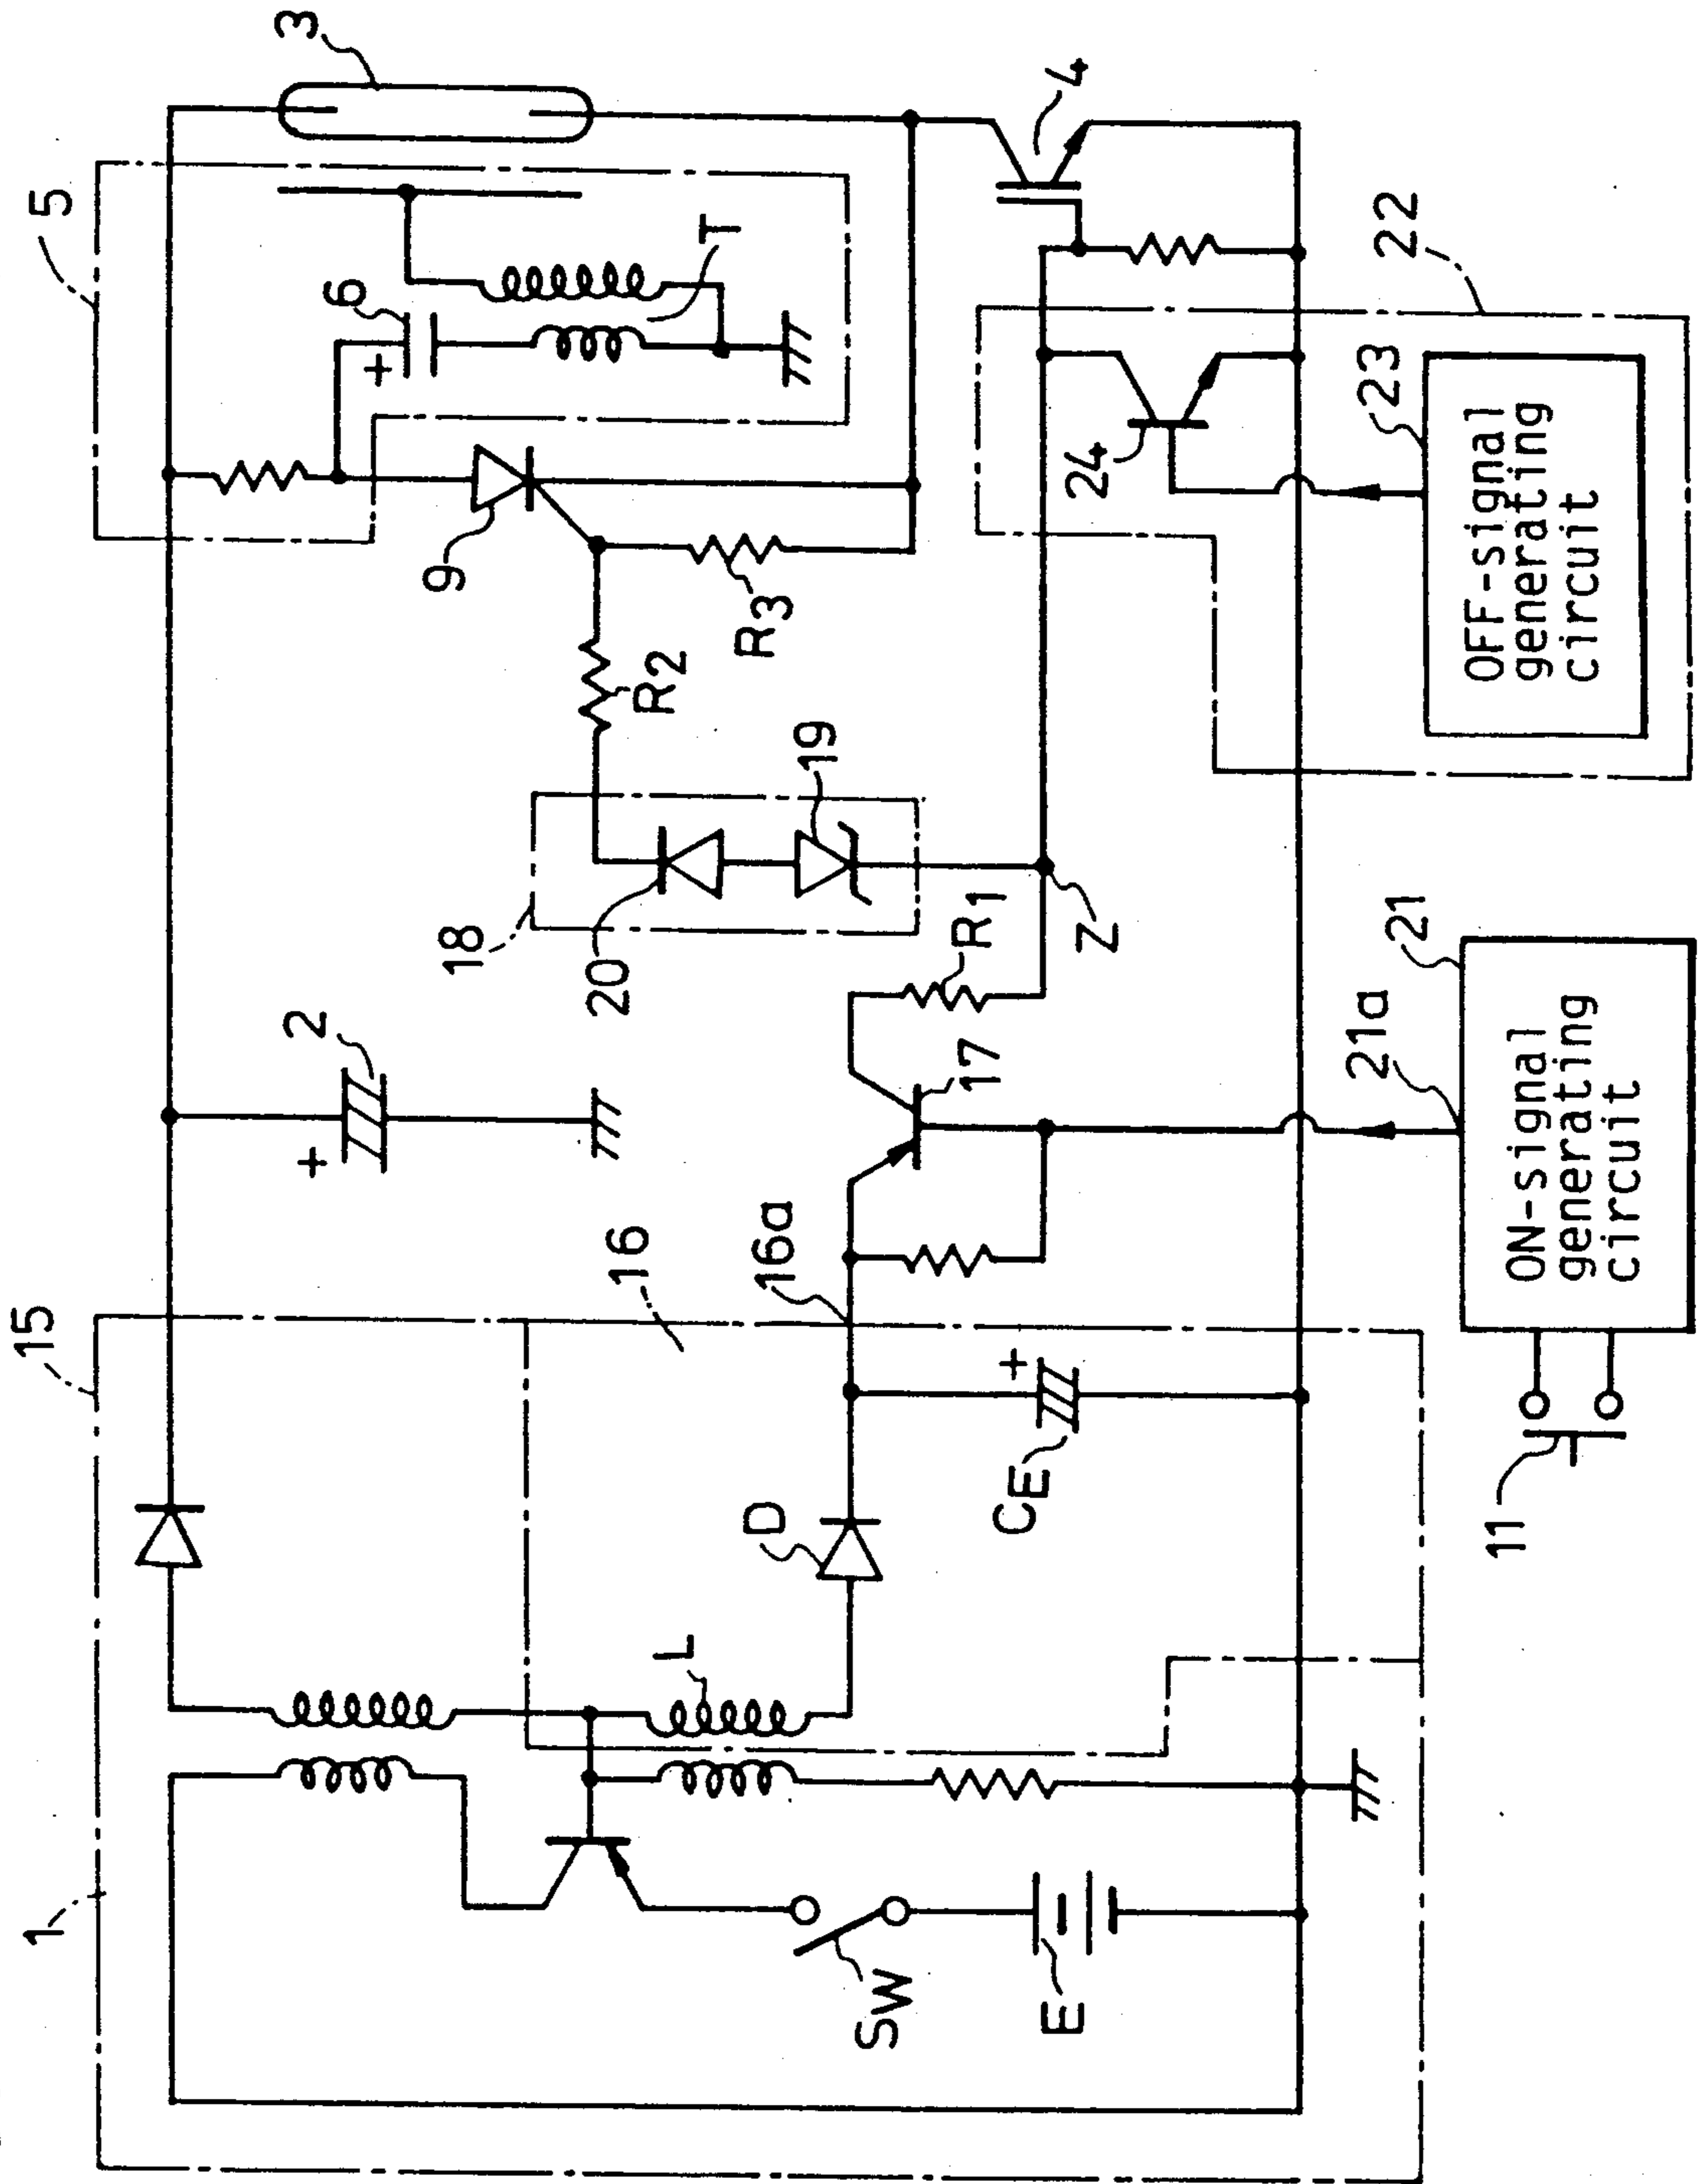 15
1
16
L
D
16a
CE
+
SW
E
2
+
18
20
19
17
R1
Z
R2
R3
9
5
6
+
T
3
4
22
24
23
OFF-signal
generating
circuit
21
21a
11
ON-signal
generating
circuit